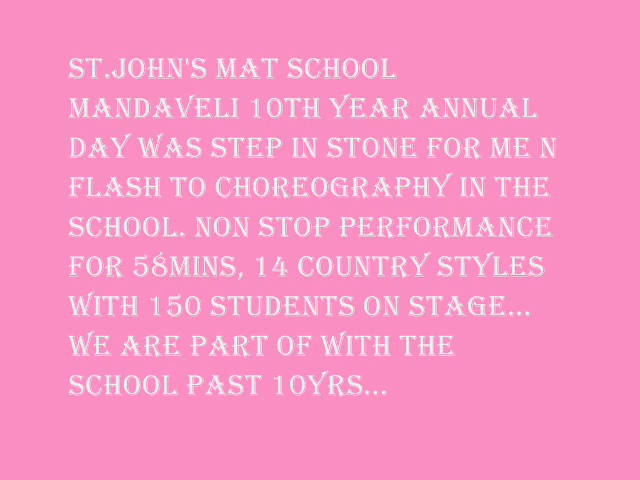 ST.JOHN'S MAT SCHOOL
MANDAVELI 10TH YEAR ANNUAL
DAY WAS STEP IN STONE FOR ME N
FLASH TO CHOREOGRAPHY IN THE
SCHOOL. NON STOP PERFORMANCE
FOR 58MINS, 14 COUNTRY STYLES
WITH 150 STUDENTS ON STAGE...
WE ARE PART OF WITH THE
SCHOOL PAST 10YRS...